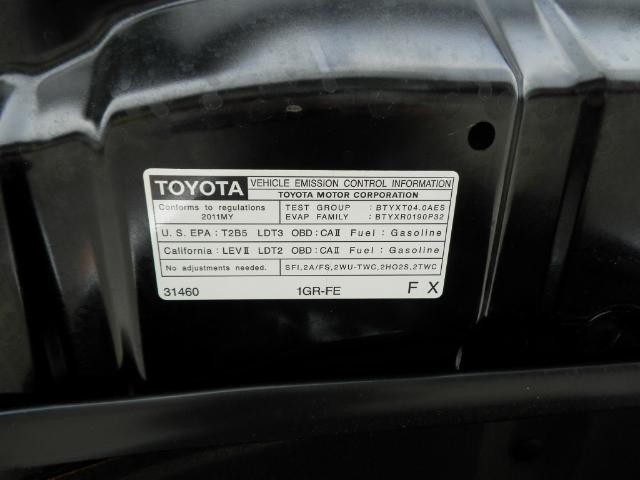 TOYOTA VEHICLE EMISSION CONTROL INFORMATION
TOYOTA MOTOR CORPORATION
Conforms to regulations
2011MY
TEST GROUP : BTYXT04.0AES
EVAP FAMILY : BTYXR0190P32
U.S. EPA : T2B5 LDT3 OBD : CAⅡ Fuel : Gasoline
California : LEVⅡ LDT2 OBD : CAⅡ Fuel : Gasoline
No adjustments needed. SFI,2A/FS,2WU-TWC,2HO2S,2TWC
31460 1GR-FE F X